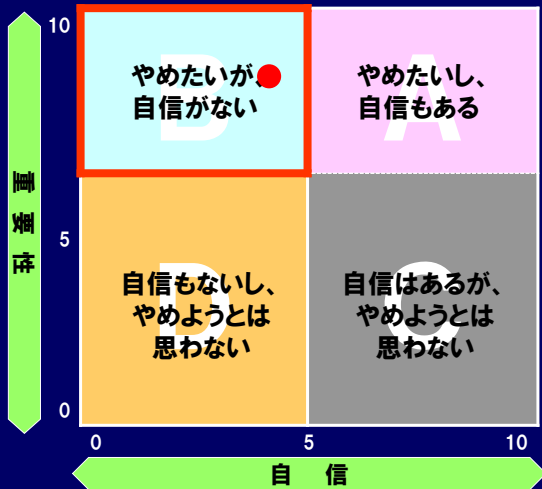 10
B
やめたいが、
自信がない
A
やめたいし、
自信もある
重要性
5
D
自信もないし、
やめようとは
思わない
C
自信はあるが、
やめようとは
思わない
0
0
5
10
自 信